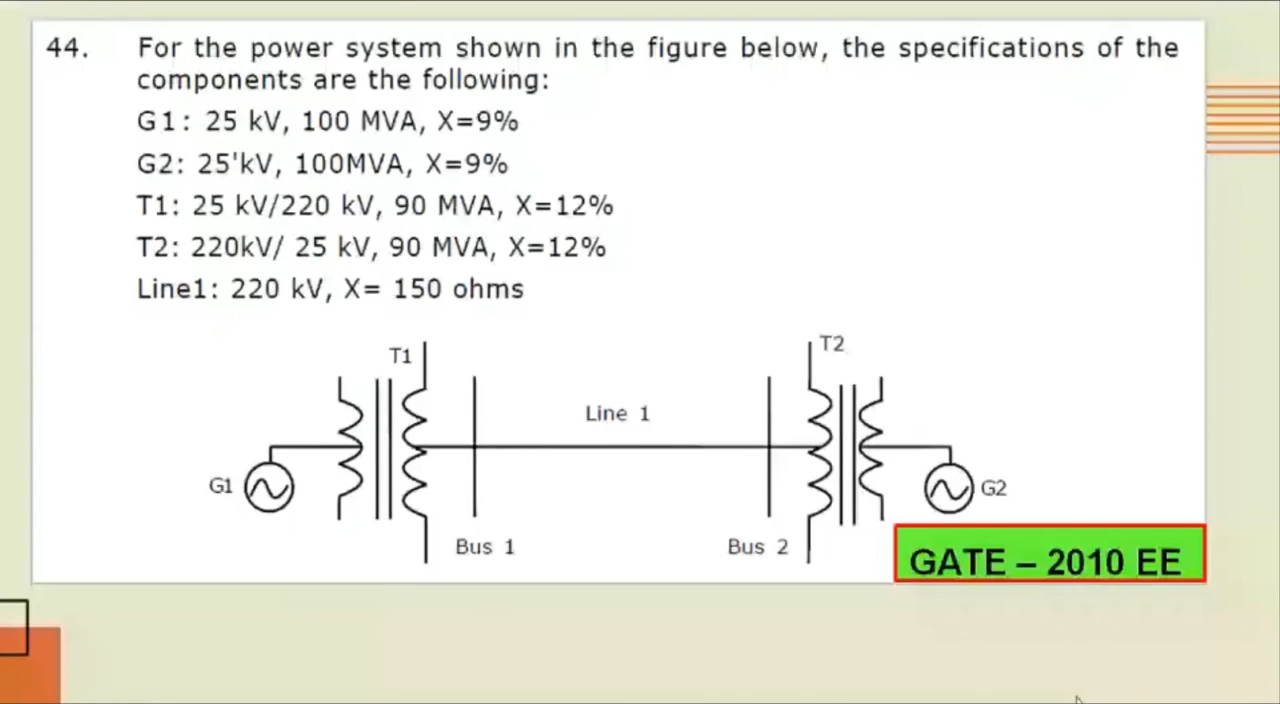 44. For the power system shown in the figure below, the specifications of the
components are the following:
G1: 25 kV, 100 MVA, X=9%
G2: 25'kV, 100MVA, X=9%
T1: 25 kV/220 kV, 90 MVA, X=12%
T2: 220kV/ 25 kV, 90 MVA, X=12%
Line1: 220 kV, X= 150 ohms
T1
T2
Line 1
G1
G2
Bus 1
Bus 2
GATE – 2010 EE